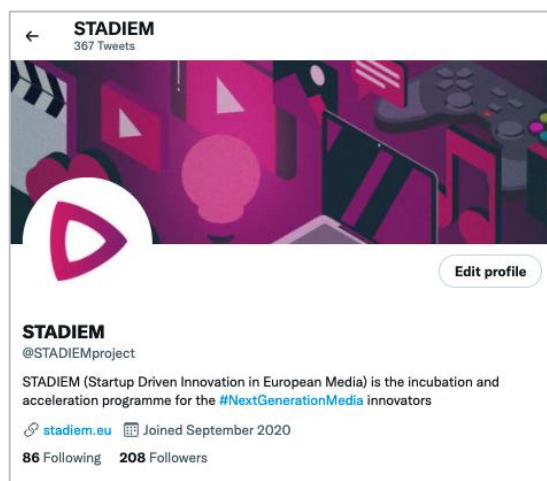 STADIEM
367 Tweets
Edit profile
STADIEM
@STADIEMproject
STADIEM (Startup Driven Innovation in European Media) is the incubation and
acceleration programme for the #NextGenerationMedia innovators
stadiem.eu Joined September 2020
86 Following 208 Followers